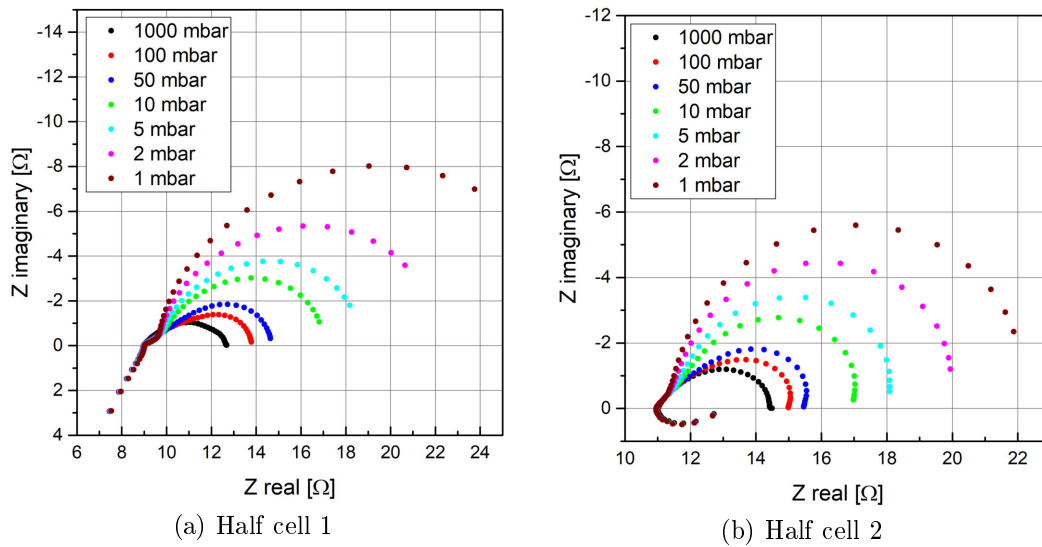 -14
-12
-10
-8
-6
-4
-2
0
2
4
Z imaginary [Ω]
1000 mbar
100 mbar
50 mbar
10 mbar
5 mbar
2 mbar
1 mbar
6 8 10 12 14 16 18 20 22 24
Z real [Ω]
(a) Half cell 1
-12
-10
-8
-6
-4
-2
0
Z imaginary [Ω]
1000 mbar
100 mbar
50 mbar
10 mbar
5 mbar
2 mbar
1 mbar
10 12 14 16 18 20 22
Z real [Ω]
(b) Half cell 2